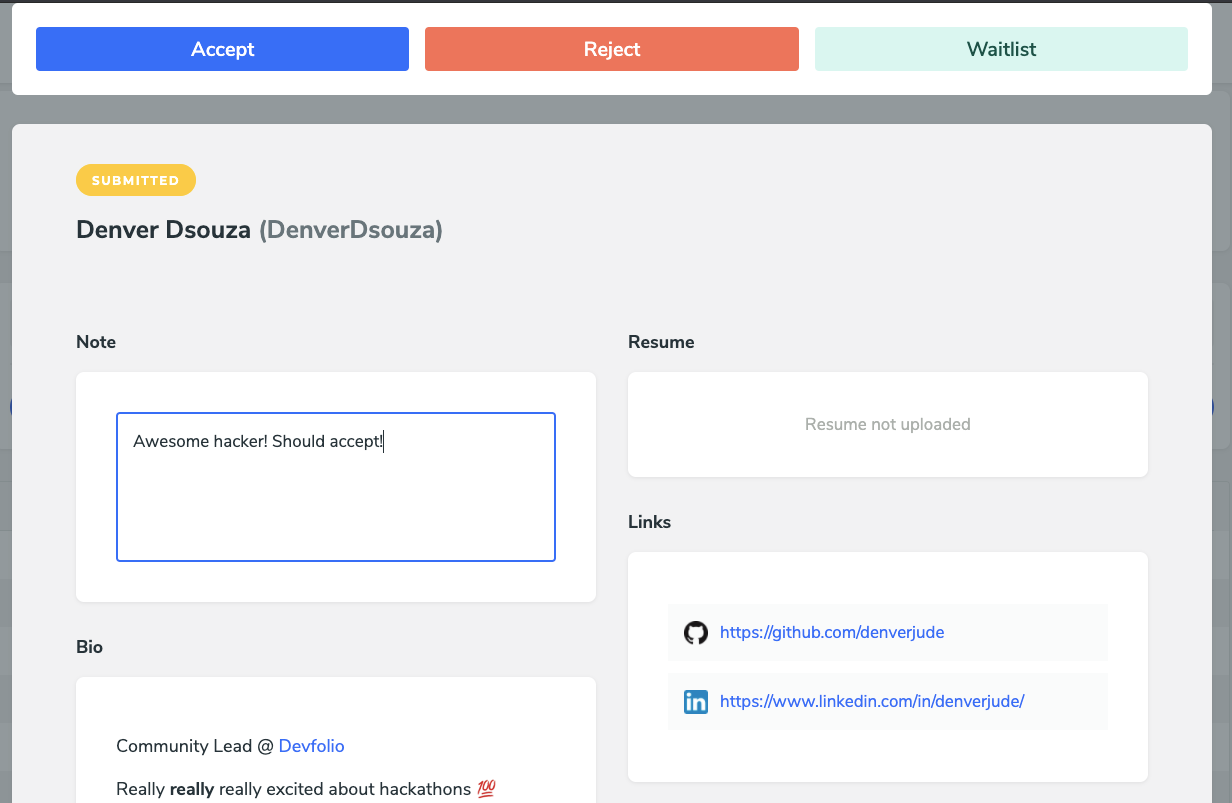 Accept
Reject
Waitlist
SUBMITTED
Denver Dsouza (DenverDsouza)
Note
Awesome hacker! Should accept!
Bio
Community Lead @ Devfolio
Really really really excited about hackathons 💯
Resume
Resume not uploaded
Links
https://github.com/denverjude
https://www.linkedin.com/in/denverjude/